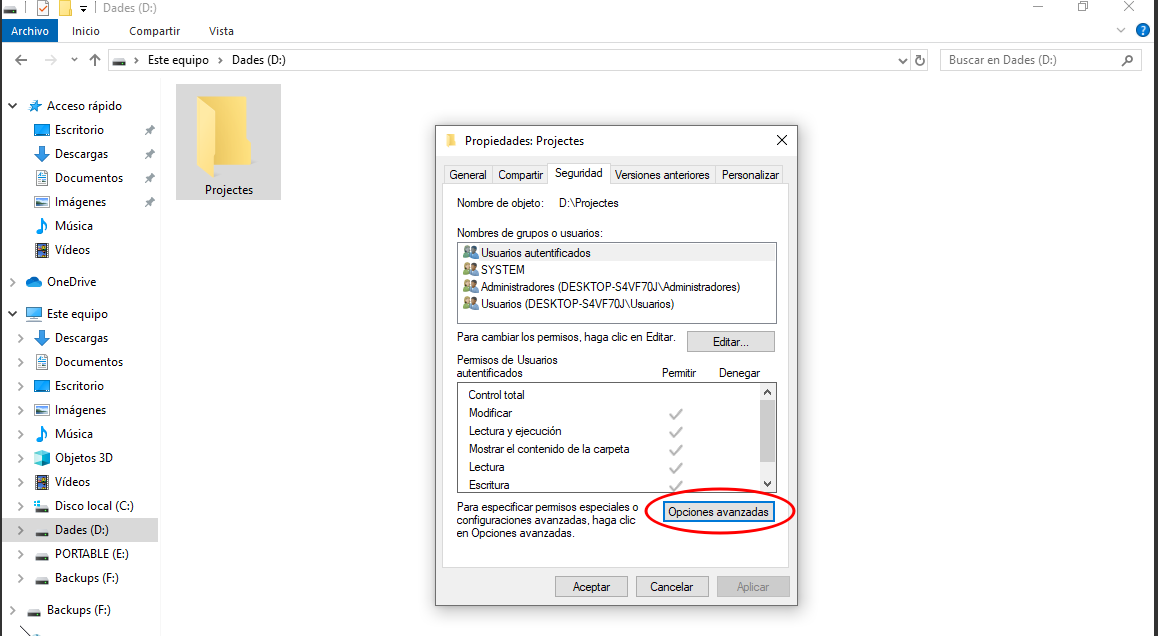 Dades (D:)
Archivo
Inicio
Compartir
Vista
?
Este equipo > Dades (D:)
Buscar en Dades (D:)
Acceso rápido
Escritorio
Descargas
Documentos
Imágenes
Música
Vídeos
OneDrive
Este equipo
Descargas
Documentos
Escritorio
Imágenes
Música
Objetos 3D
Vídeos
Disco local (C:)
Dades (D:)
PORTABLE (E:)
Backups (F:)
Backups (F:)
Projectes
Propiedades: Projectes
General
Compartir
Seguridad
Versiones anteriores
Personalizar
Nombre de objeto: D:\Projectes
Nombres de grupos o usuarios:
Usuarios autentificados
SYSTEM
Administradores (DESKTOP-S4VF70J\Administradores)
Usuarios (DESKTOP-S4VF70J\Usuarios)
Para cambiar los permisos, haga clic en Editar.
Editar...
Permisos de Usuarios
autentificados
Permitir
Denegar
Control total
Modificar
Lectura y ejecución
Mostrar el contenido de la carpeta
Lectura
Escritura
Para especificar permisos especiales o
configuraciones avanzadas, haga clic
en Opciones avanzadas.
Opciones avanzadas
Aceptar
Cancelar
Aplicar